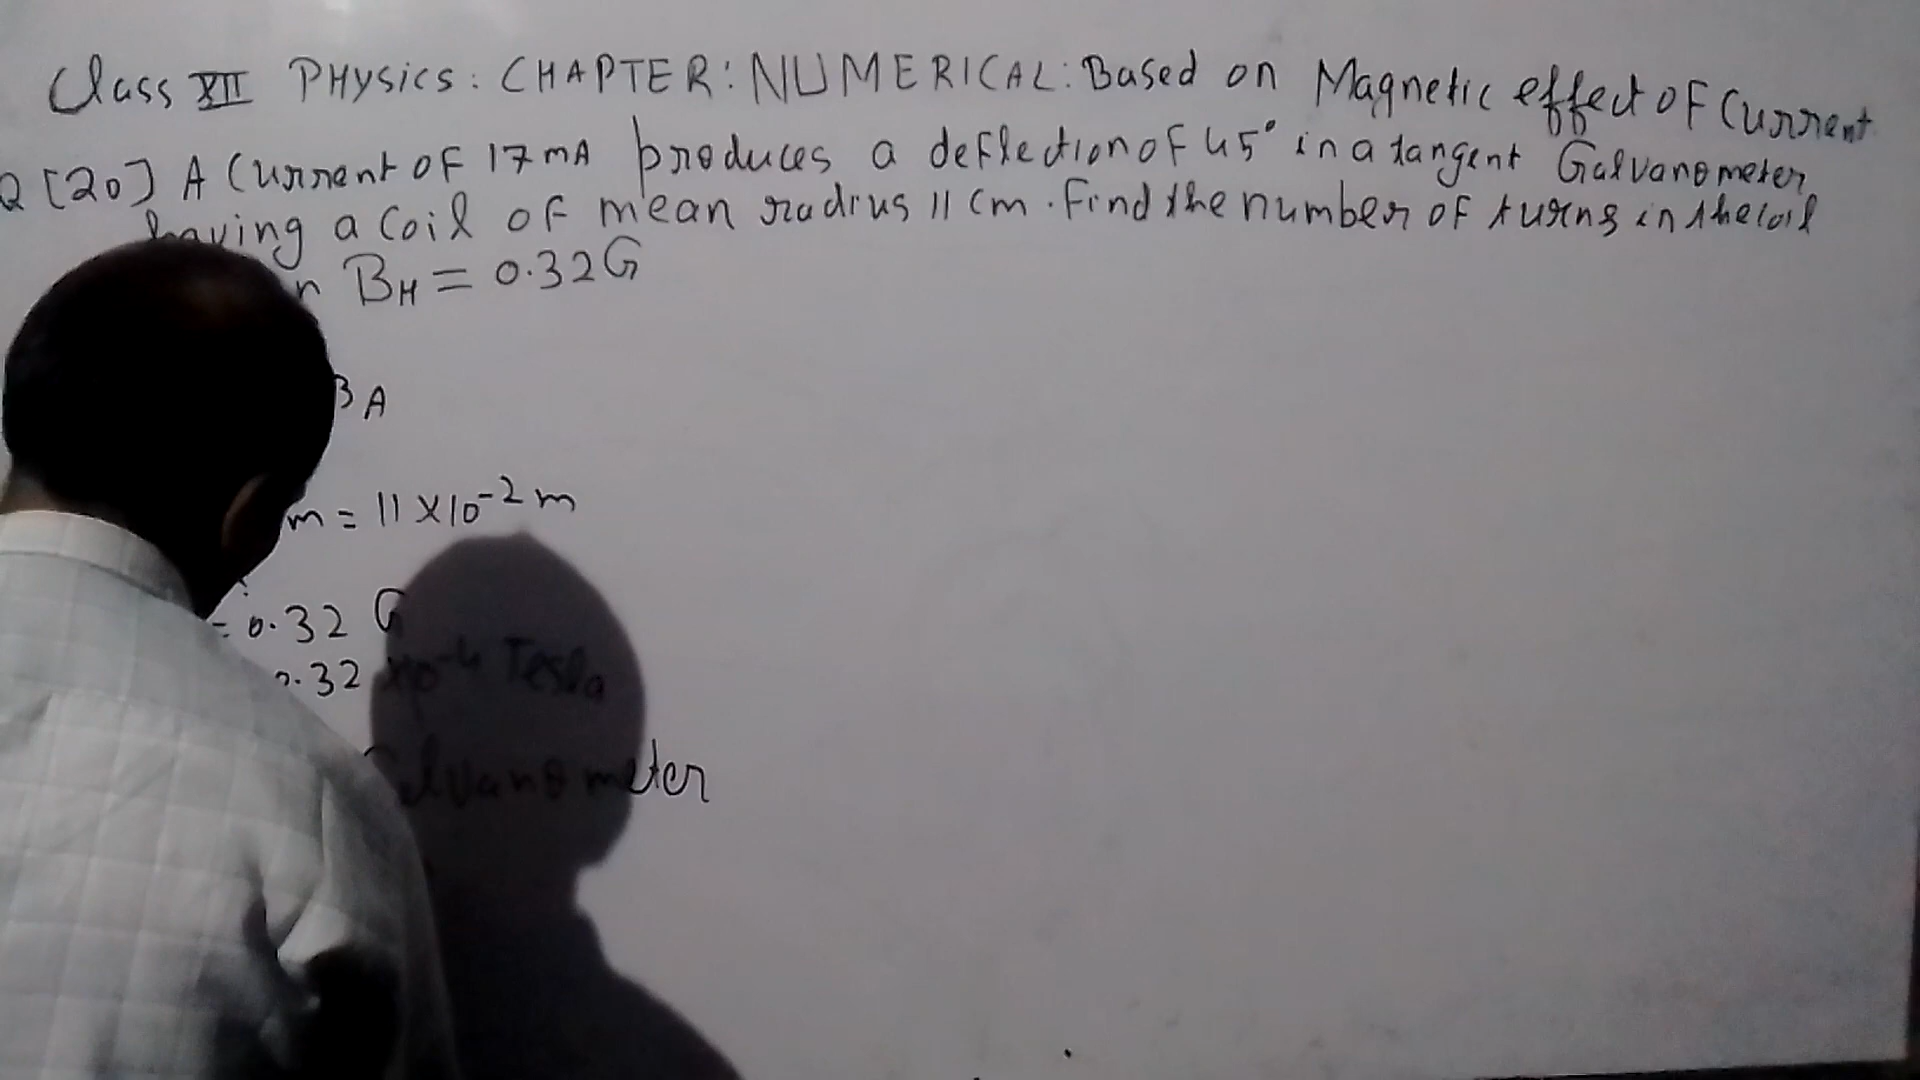 Class XII PHysics: CHAPTER: NUMERICAL: Based on Magnetic effect OF Current
Q [20] A Current OF 17 mA produces a deflection OF 45° in a tangent Galvanometer
having a coil OF mean radius 11 cm. Find the number OF turns in the coil
BH = 0.32 G
A
m = 11 × 10⁻² m
= 0.32 G
0.32 ×10⁻⁴ Tesla
Galvanometer